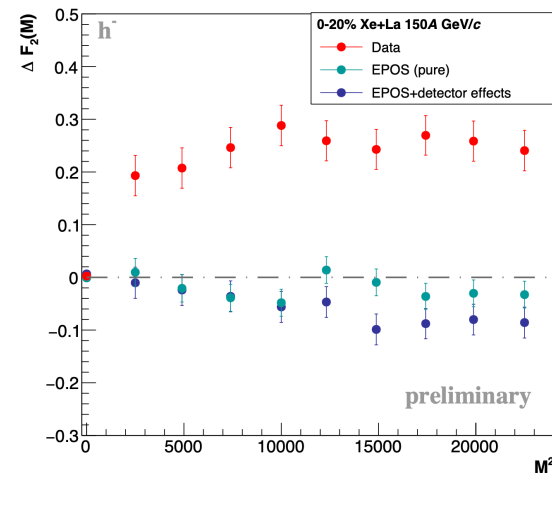 0.5
0.4
0.3
0.2
0.1
0
−0.1
−0.2
−0.3
Δ F₂(M)
h⁻
0-20% Xe+La 150A GeV/c
Data
EPOS (pure)
EPOS+detector effects
preliminary
0 5000 10000 15000 20000
M²